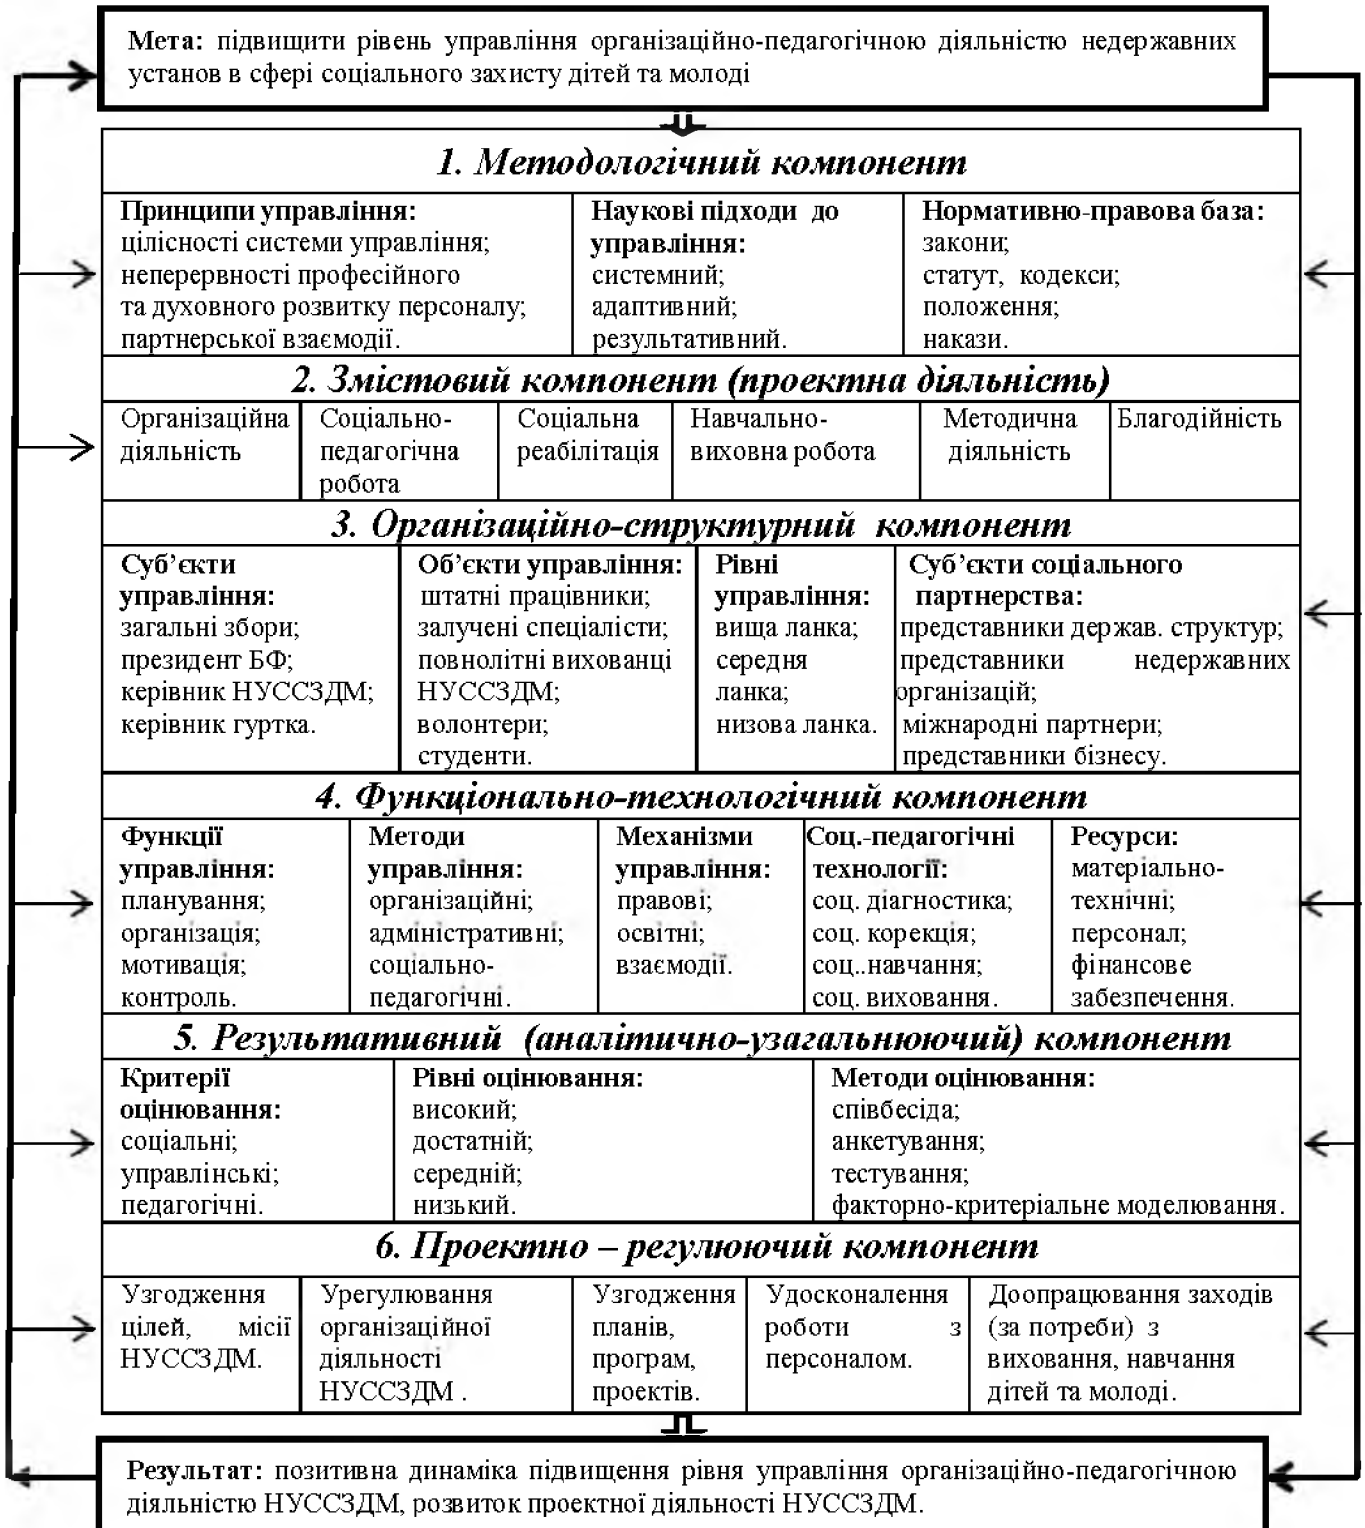 Мета: підвищити рівень управління організаційно-педагогічною діяльністю недержавних
установ в сфері соціального захисту дітей та молоді
1. Методологічний компонент
Принципи управління:
цілісності системи управління;
неперервності професійного
та духовного розвитку персоналу;
партнерської взаємодії.
Наукові підходи до
управління:
системний;
адаптивний;
результативний.
Нормативно-правова база:
закони;
статут, кодекси;
положення;
накази.
2. Змістовий компонент (проектна діяльність)
Організаційна
діяльність
Соціально-
педагогічна
робота
Соціальна
реабілітація
Навчально-
виховна робота
Методична
діяльність
Благодійність
3. Організаційно-структурний компонент
Суб’єкти
управління:
загальні збори;
президент БФ;
керівник НУССЗДМ;
керівник гуртка.
Об’єкти управління:
штатні працівники;
залучені спеціалісти;
повнолітні вихованці
НУССЗДМ;
волонтери;
студенти.
Рівні
управління:
вища ланка;
середня
ланка;
низова ланка.
Суб’єкти соціального
партнерства:
представники держав. структур;
представники недержавних
організацій;
міжнародні партнери;
представники бізнесу.
4. Функціонально-технологічний компонент
Функції
управління:
планування;
організація;
мотивація;
контроль.
Методи
управління:
організаційні;
адміністративні;
соціально-
педагогічні.
Механізми
управління:
правові;
освітні;
взаємодії.
Соц.-педагогічні
технології:
соц. діагностика;
соц. корекція;
соц..навчання;
соц. виховання.
Ресурси:
матеріально-
технічні;
персонал;
фінансове
забезпечення.
5. Результативний (аналітично-узагальнюючий) компонент
Критерії
оцінювання:
соціальні;
управлінські;
педагогічні.
Рівні оцінювання:
високий;
достатній;
середній;
низький.
Методи оцінювання:
співбесіда;
анкетування;
тестування;
факторно-критеріальне моделювання.
6. Проектно – регулюючий компонент
Узгодження
цілей, місії
НУССЗДМ.
Урегулювання
організаційної
діяльності
НУССЗДМ .
Узгодження
планів,
програм,
проектів.
Удосконалення
роботи з
персоналом.
Доопрацювання заходів
(за потреби) з
виховання, навчання
дітей та молоді.
Результат: позитивна динаміка підвищення рівня управління організаційно-педагогічною
діяльністю НУССЗДМ, розвиток проектної діяльності НУССЗДМ.